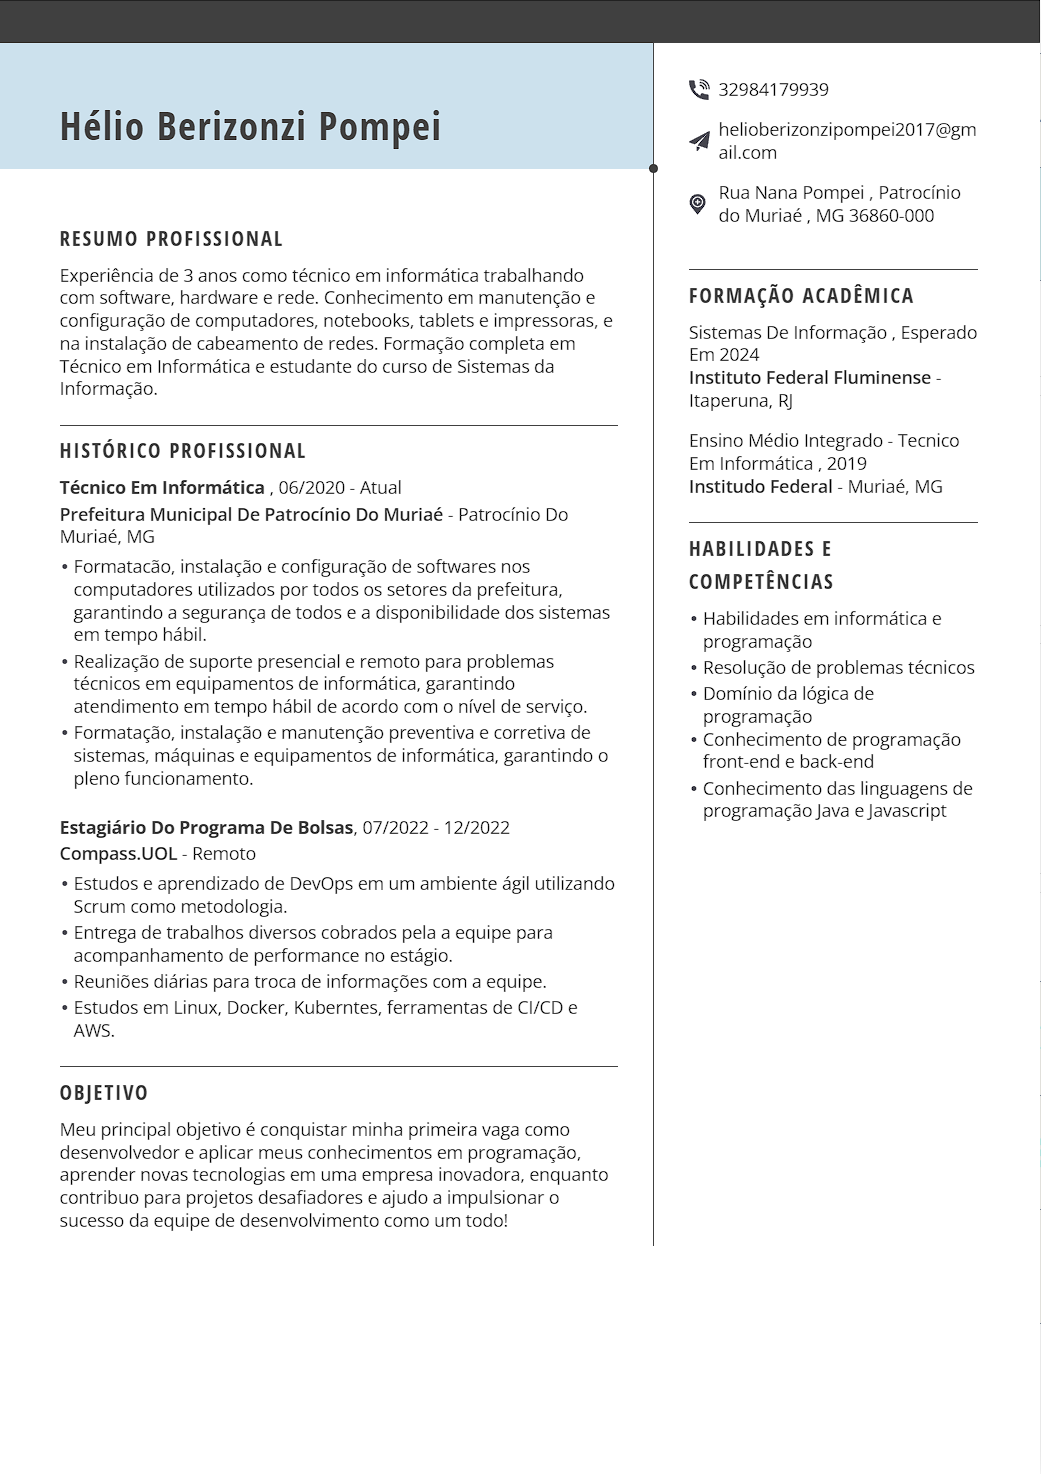 Hélio Berizonzi Pompei
RESUMO PROFISSIONAL
Experiência de 3 anos como técnico em informática trabalhando
com software, hardware e rede. Conhecimento em manutenção e
configuração de computadores, notebooks, tablets e impressoras, e
na instalação de cabeamento de redes. Formação completa em
Técnico em Informática e estudante do curso de Sistemas da
Informação.
HISTÓRICO PROFISSIONAL
Técnico Em Informática , 06/2020 - Atual
Prefeitura Municipal De Patrocínio Do Muriaé - Patrocínio Do
Muriaé, MG
• Formatacão, instalação e configuração de softwares nos
computadores utilizados por todos os setores da prefeitura,
garantindo a segurança de todos e a disponibilidade dos sistemas
em tempo hábil.
• Realização de suporte presencial e remoto para problemas
técnicos em equipamentos de informática, garantindo
atendimento em tempo hábil de acordo com o nível de serviço.
• Formatação, instalação e manutenção preventiva e corretiva de
sistemas, máquinas e equipamentos de informática, garantindo o
pleno funcionamento.
Estagiário Do Programa De Bolsas, 07/2022 - 12/2022
Compass.UOL - Remoto
• Estudos e aprendizado de DevOps em um ambiente ágil utilizando
Scrum como metodologia.
• Entrega de trabalhos diversos cobrados pela a equipe para
acompanhamento de performance no estágio.
• Reuniões diárias para troca de informações com a equipe.
• Estudos em Linux, Docker, Kuberntes, ferramentas de CI/CD e
AWS.
OBJETIVO
Meu principal objetivo é conquistar minha primeira vaga como
desenvolvedor e aplicar meus conhecimentos em programação,
aprender novas tecnologias em uma empresa inovadora, enquanto
contribuo para projetos desafiadores e ajudo a impulsionar o
sucesso da equipe de desenvolvimento como um todo!
32984179939
helioberizonzipompei2017@gm
ail.com
Rua Nana Pompei , Patrocínio
do Muriaé , MG 36860-000
FORMAÇÃO ACADÊMICA
Sistemas De Informação , Esperado
Em 2024
Instituto Federal Fluminense -
Itaperuna, RJ
Ensino Médio Integrado - Tecnico
Em Informática , 2019
Institudo Federal - Muriaé, MG
HABILIDADES E
COMPETÊNCIAS
• Habilidades em informática e
programação
• Resolução de problemas técnicos
• Domínio da lógica de
programação
• Conhecimento de programação
front-end e back-end
• Conhecimento das linguagens de
programação Java e Javascript